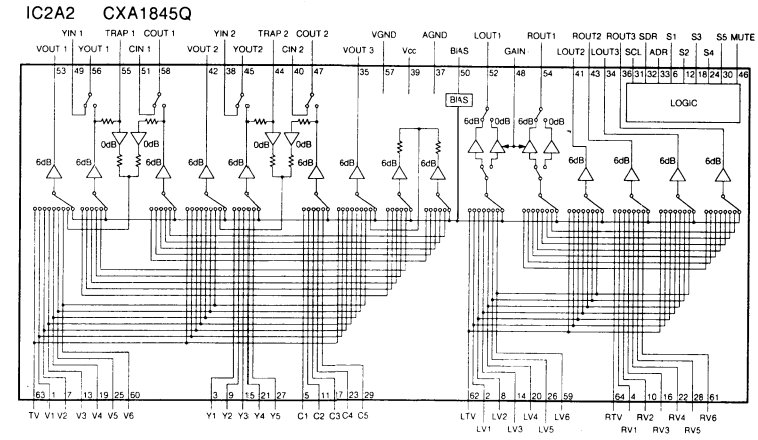 IC2A2 CXA1845Q
YIN 1 TRAP 1 COUT 1 YIN 2 TRAP 2 COUT 2 VGND AGND LOUT1 ROUT1 ROUT2 ROUT3 SDR S1 S3 S5 MUTE
VOUT 1 YOUT 1 CIN 1 VOUT 2 YOUT2 CIN 2 VOUT 3 Vcc BIAS GAIN LOUT2 LOUT3 SCL ADR S2 S4
53 49 56 55 51 58 42 38 45 44 40 47 35 57 39 37 50 52 48 54 41 43 34 36 31 32 33 6 12 18 24 30 46
BIAS LOGIC
6dB 0dB 6dB 0dB
0dB 0dB 0dB 0dB
6dB 6dB 6dB 6dB 6dB 6dB 6dB 6dB 6dB 6dB 6dB
63 1 7 13 19 25 60 3 9 15 21 27 5 11 17 23 29 62 2 8 14 20 26 59 64 4 10 16 22 28 61
TV V1 V2 V3 V4 V5 V6 Y1 Y2 Y3 Y4 Y5 C1 C2 C3 C4 C5 LTV LV2 LV4 LV6 RTV RV2 RV4 RV6
LV1 LV3 LV5 RV1 RV3 RV5